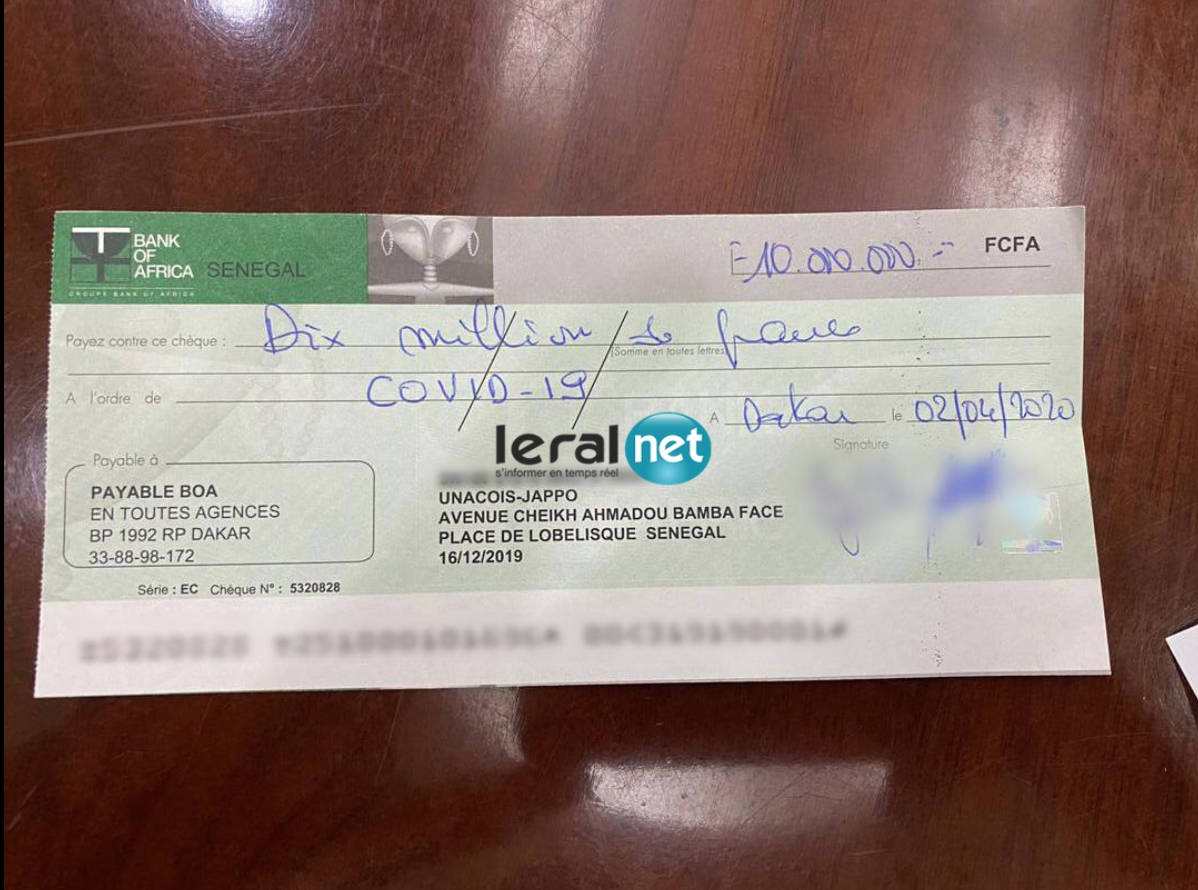 BANK
OF
AFRICA SENEGAL
GROUPE BANK OF AFRICA
=10.000.000.= FCFA
Payez contre ce chèque : Dix million de francs
(Somme en toutes lettres)
A l'ordre de COVID-19
A Dakar le 02/04/2020
Signature
leral net
s'informer en temps réel
Payable à
PAYABLE BOA
EN TOUTES AGENCES
BP 1992 RP DAKAR
33-88-98-172
UNACOIS-JAPPO
AVENUE CHEIKH AHMADOU BAMBA FACE
PLACE DE LOBELISQUE SENEGAL
16/12/2019
Série : EC Chéque N° : 5320828